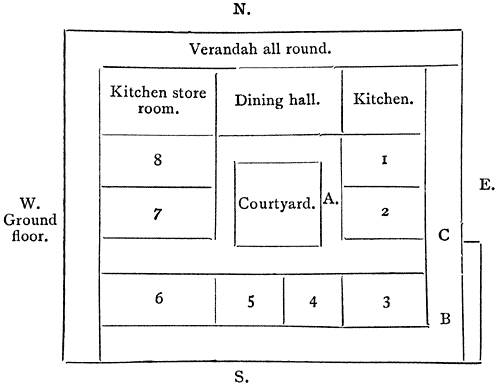 N.
Verandah all round.
Kitchen store
room.
Dining hall.
Kitchen.
8
1
Courtyard.
A.
7
2
W.
Ground
floor.
E.
C
6
5
4
3
B
S.